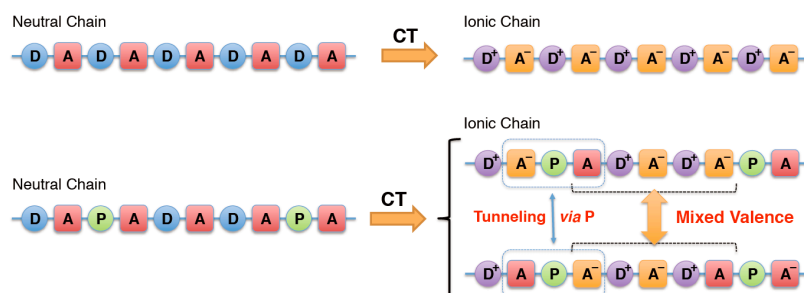 Neutral Chain
D A D A D A D A D A
CT
Ionic Chain
D+ A− D+ A− D+ A− D+ A− D+ A−
Neutral Chain
D A P A D A D A P A
CT
Ionic Chain
D+ A− P A D+ A− D+ A− P A
Tunneling via P
Mixed Valence
D+ A P A− D+ A− D+ A P A−